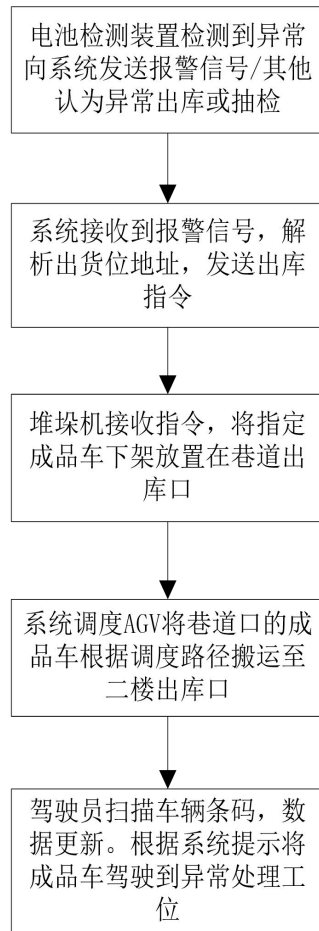 电池检测装置检测到异常
向系统发送报警信号/其他
认为异常出库或抽检
系统接收到报警信号，解
析出货位地址，发送出库
指令
堆垛机接收指令，将指定
成品车下架放置在巷道出
库口
系统调度AGV将巷道口的成
品车根据调度路径搬运至
二楼出库口
驾驶员扫描车辆条码，数
据更新。根据系统提示将
成品车驾驶到异常处理工
位